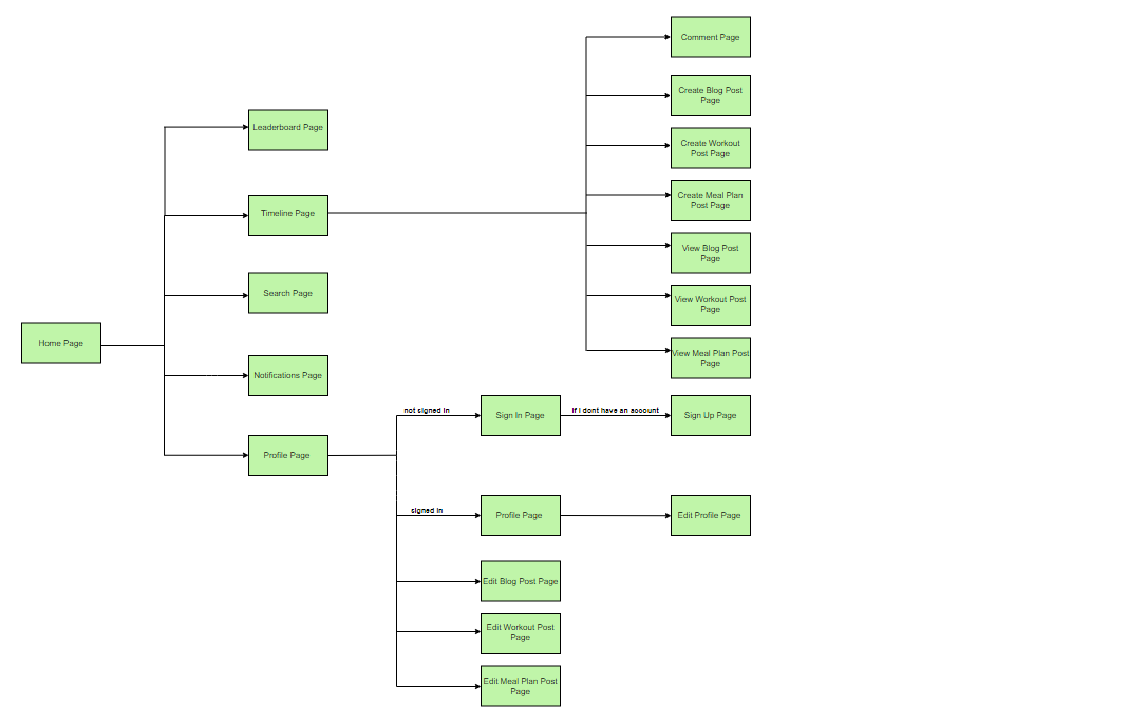 Comment Page
Create Blog Post
Page
Leaderboard Page
Create Workout
Post Page
Timeline Page
Create Meal Plan
Post Page
View Blog Post
Page
Search Page
View Workout Post
Page
Home Page
View Meal Plan Post
Page
Notifications Page
not signed in
Sign In Page
if i dont have an account
Sign Up Page
Profile Page
signed in
Profile Page
Edit Profile Page
Edit Blog Post Page
Edit Workout Post
Page
Edit Meal Plan Post
Page